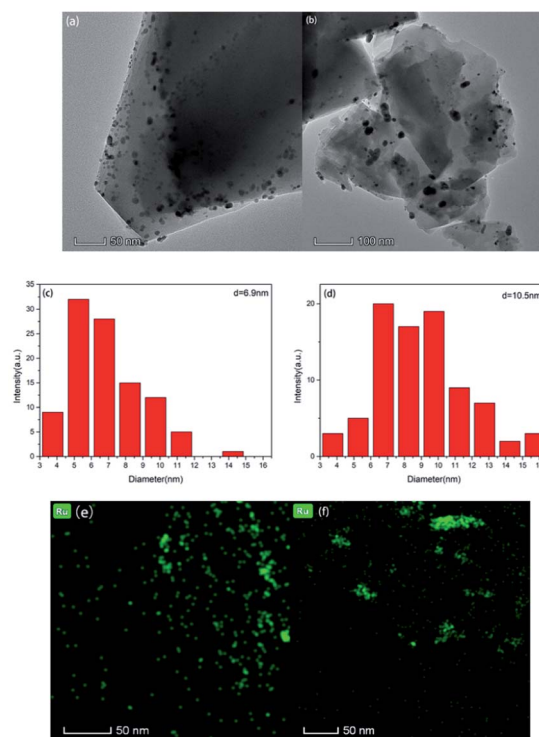 (a)
(b)
50 nm
100 nm
(c)
d=6.9nm
Intensity(a.u.)
35
30
25
20
15
10
5
0
3 4 5 6 7 8 9 10 11 12 13 14 15 16
Diameter(nm)
(d)
d=10.5nm
Intensity(a.u.)
20
10
0
3 4 5 6 7 8 9 10 11 12 13 14 15
Diameter(nm)
Ru (e)
Ru (f)
50 nm
50 nm